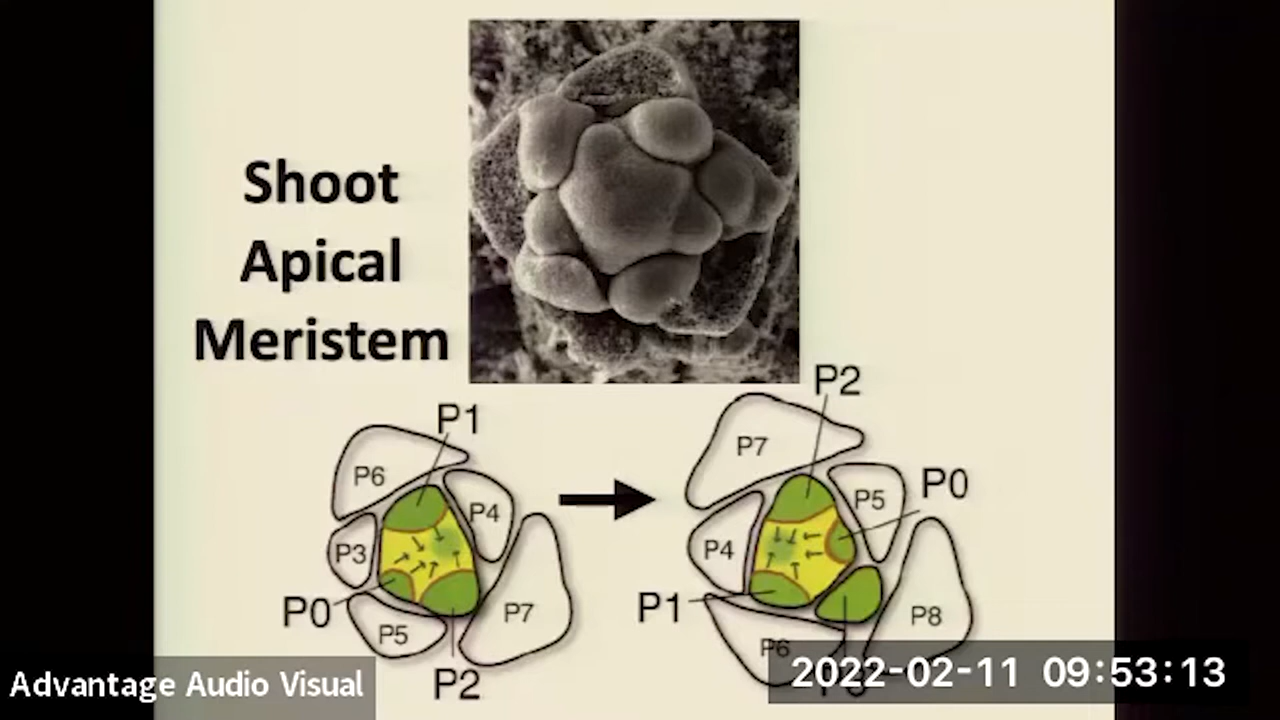 Shoot
Apical
Meristem
P1
P6
P4
P3
P0
P5
P7
P2
P2
P7
P5
P0
P4
P1
P8
P6
Advantage Audio Visual
2022-02-11 09:53:13